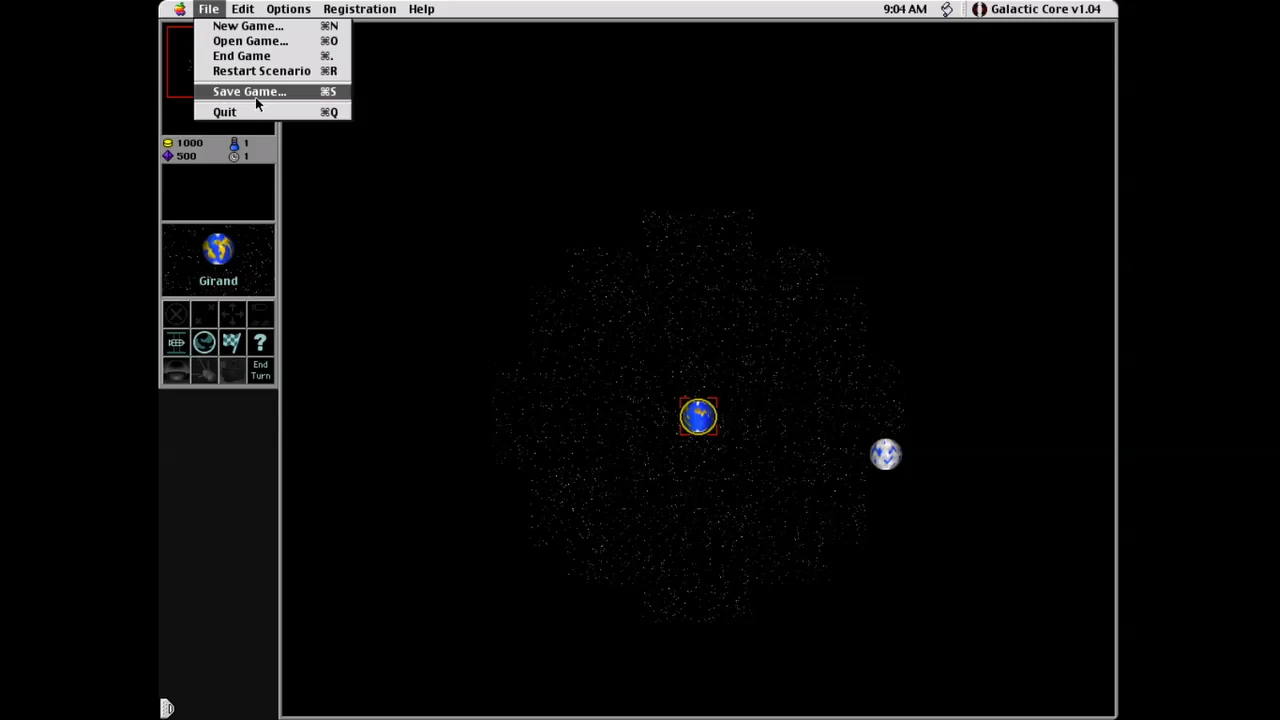 File Edit Options Registration Help 9:04 AM Galactic Core v1.04
New Game... ⌘N
Open Game... ⌘O
End Game ⌘.
Restart Scenario ⌘R
Save Game... ⌘S
Quit ⌘Q
1000 1
500 1
Girand
?
End
Turn